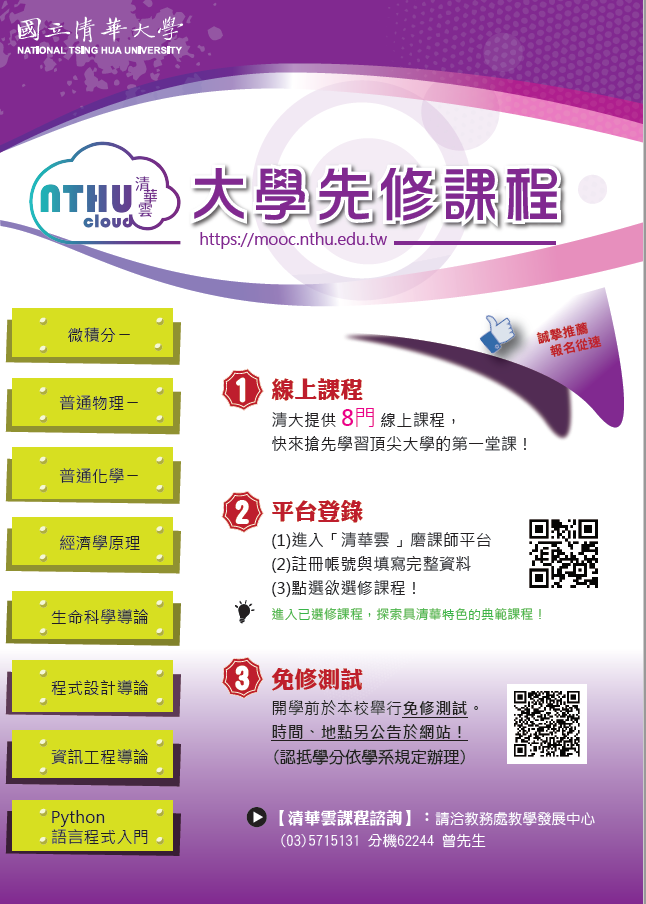 國立清華大學
NATIONAL TSING HUA UNIVERSITY
NTHU
cloud
清華雲
大學先修課程
https://mooc.nthu.edu.tw
誠摯推薦
報名從速
微積分一
普通物理一
普通化學一
經濟學原理
生命科學導論
程式設計導論
資訊工程導論
Python
語言程式入門
1 線上課程
清大提供 8門 線上課程，
快來搶先學習頂尖大學的第一堂課！
2 平台登錄
(1)進入「清華雲 」磨課師平台
(2)註冊帳號與填寫完整資料
(3)點選欲選修課程！
進入已選修課程，探索具清華特色的典範課程！
3 免修測試
開學前於本校舉行免修測試。
時間、地點另公告於網站！
(認抵學分依學系規定辦理)
【清華雲課程諮詢】：請洽教務處教學發展中心
(03)5715131 分機62244 曾先生